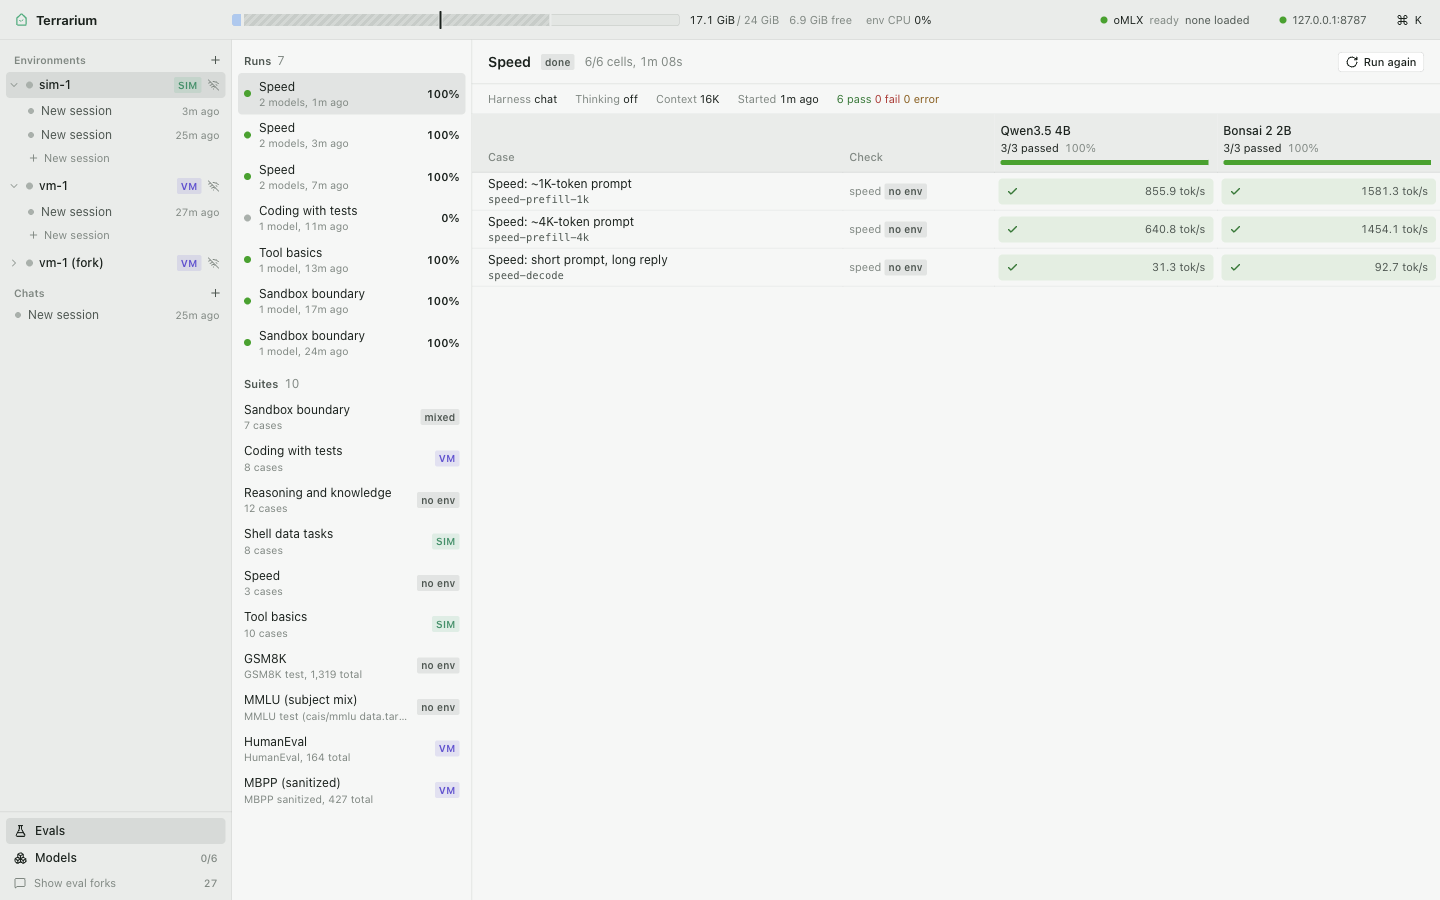 Terrarium
17.1 GiB / 24 GiB 6.9 GiB free env CPU 0%
oMLX ready none loaded
127.0.0.1:8787
⌘ K
Environments
sim-1 SIM
New session 3m ago
New session 25m ago
+ New session
vm-1 VM
New session 27m ago
+ New session
vm-1 (fork) VM
Chats
New session 25m ago
Evals
Models 0/6
Show eval forks 27
Runs 7
Speed
2 models, 1m ago
100%
Speed
2 models, 3m ago
100%
Speed
2 models, 7m ago
100%
Coding with tests
1 model, 11m ago
0%
Tool basics
1 model, 13m ago
100%
Sandbox boundary
1 model, 17m ago
100%
Sandbox boundary
1 model, 24m ago
100%
Suites 10
Sandbox boundary
7 cases
mixed
Coding with tests
8 cases
VM
Reasoning and knowledge
12 cases
no env
Shell data tasks
8 cases
SIM
Speed
3 cases
no env
Tool basics
10 cases
SIM
GSM8K
GSM8K test, 1,319 total
no env
MMLU (subject mix)
MMLU test (cais/mmlu data.tar...
no env
HumanEval
HumanEval, 164 total
VM
MBPP (sanitized)
MBPP sanitized, 427 total
VM
Speed done 6/6 cells, 1m 08s
Run again
Harness chat Thinking off Context 16K Started 1m ago 6 pass 0 fail 0 error
Case
Check
Qwen3.5 4B
3/3 passed 100%
Bonsai 2 2B
3/3 passed 100%
Speed: ~1K-token prompt
speed-prefill-1k
speed no env
855.9 tok/s
1581.3 tok/s
Speed: ~4K-token prompt
speed-prefill-4k
speed no env
640.8 tok/s
1454.1 tok/s
Speed: short prompt, long reply
speed-decode
speed no env
31.3 tok/s
92.7 tok/s